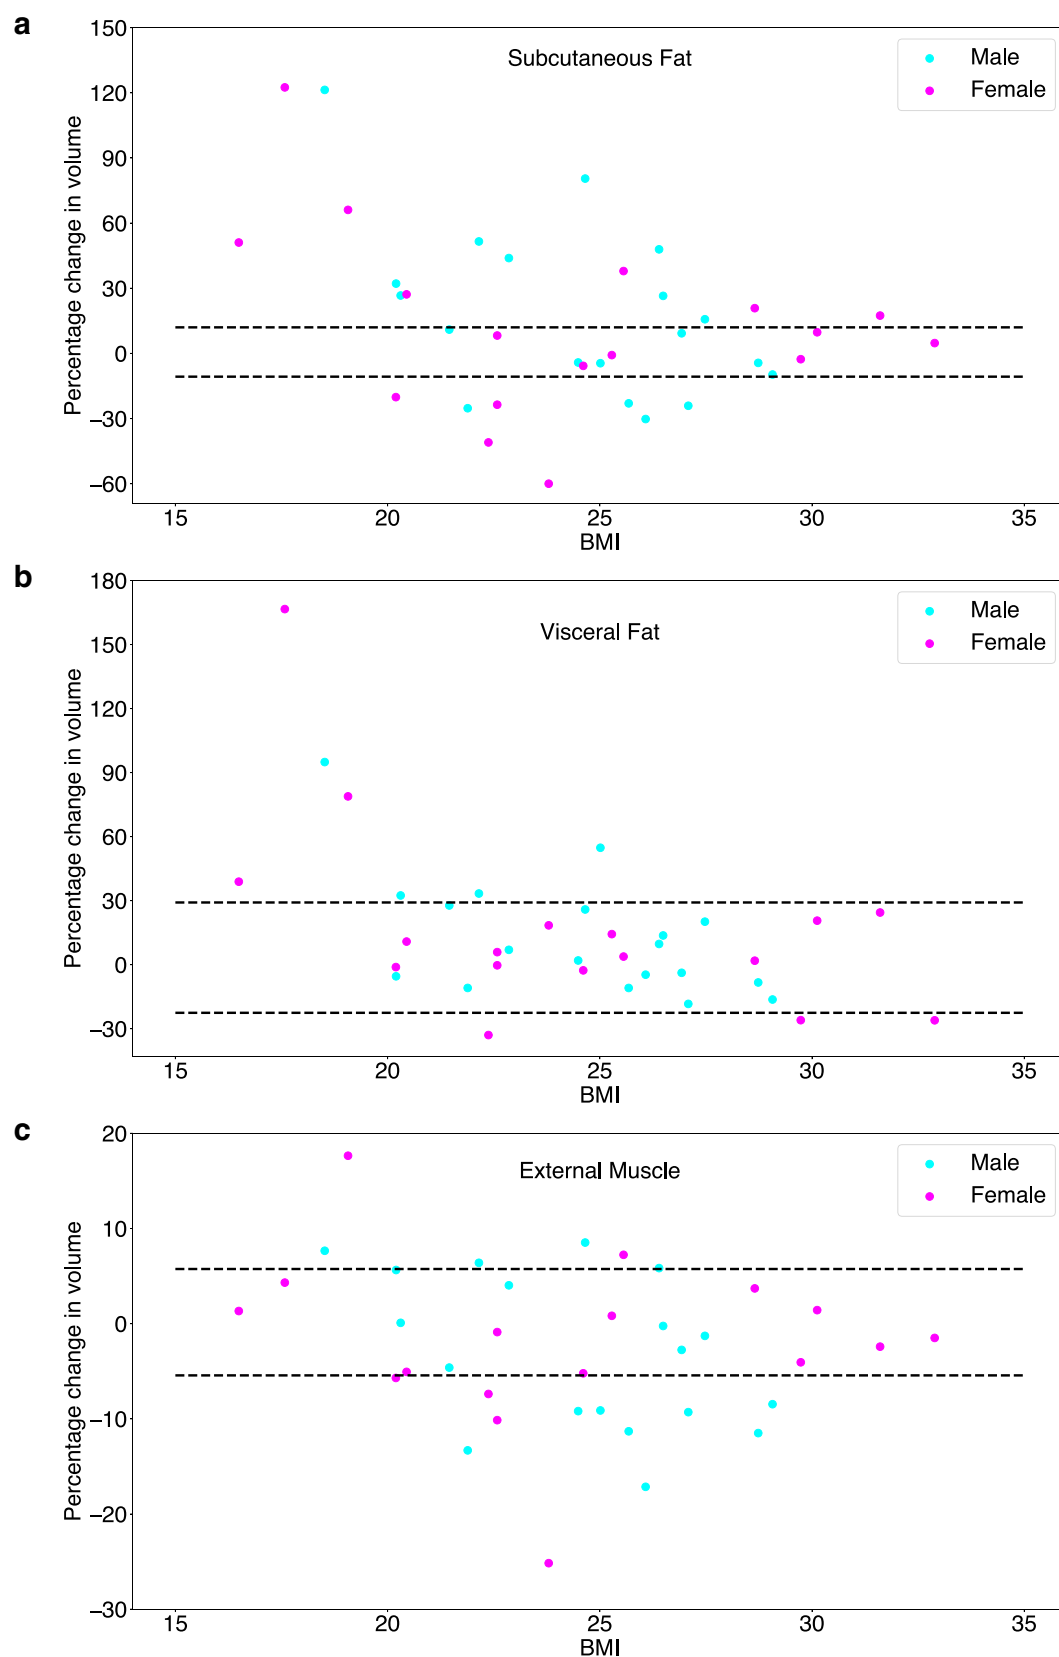 a
150
120
90
60
30
0
−30
−60
Percentage change in volume
Subcutaneous Fat
Male
Female
15 20 25 30 35
BMI
b
180
150
120
90
60
30
0
−30
Percentage change in volume
Visceral Fat
Male
Female
15 20 25 30 35
BMI
c
20
10
0
−10
−20
−30
Percentage change in volume
External Muscle
Male
Female
15 20 25 30 35
BMI